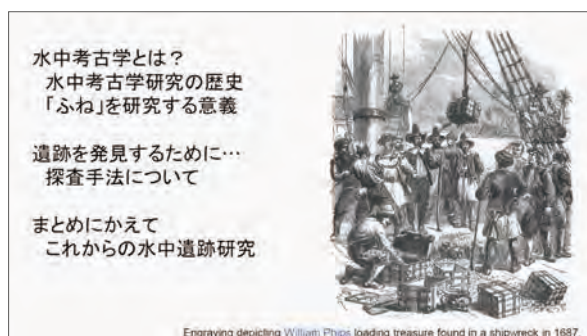 水中考古学とは?
水中考古学研究の歴史
「ふね」を研究する意義
遺跡を発見するために…
探査手法について
まとめにかえて
これからの水中遺跡研究
Engraving depicting William Phips loading treasure found in a shipwreck in 1687